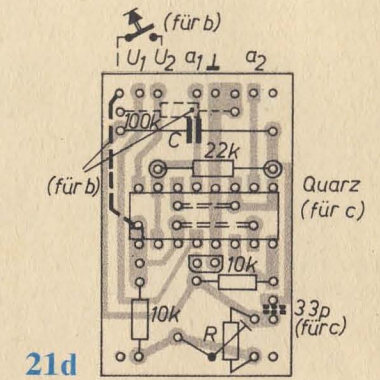 (für b)
U1 U2 a1 ⊥ a2
100k
C
22k
(für b)
Quarz
(für c)
10k
10k
33p
(für c)
R
21d